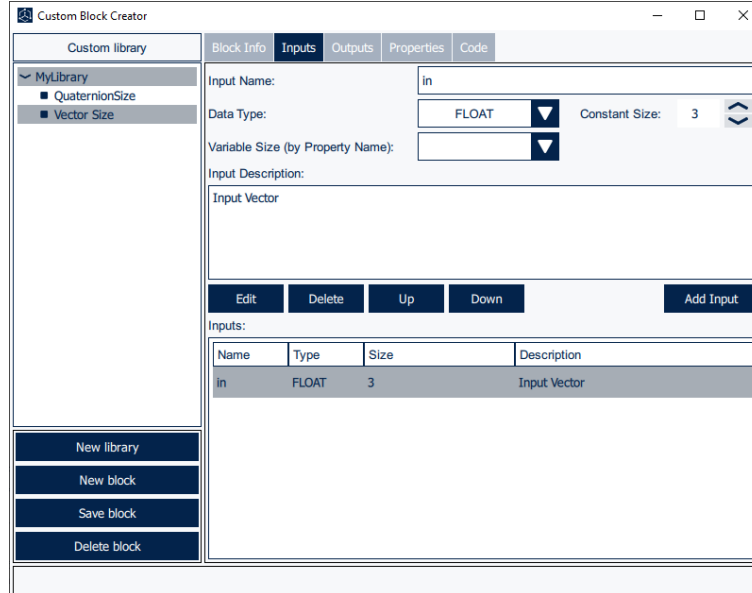 Custom Block Creator
Custom library
Block Info Inputs Outputs Properties Code
MyLibrary
QuaternionSize
Vector Size
Input Name: in
Data Type: FLOAT Constant Size: 3
Variable Size (by Property Name):
Input Description:
Input Vector
Edit Delete Up Down Add Input
Inputs:
Name Type Size Description
in FLOAT 3 Input Vector
New library
New block
Save block
Delete block